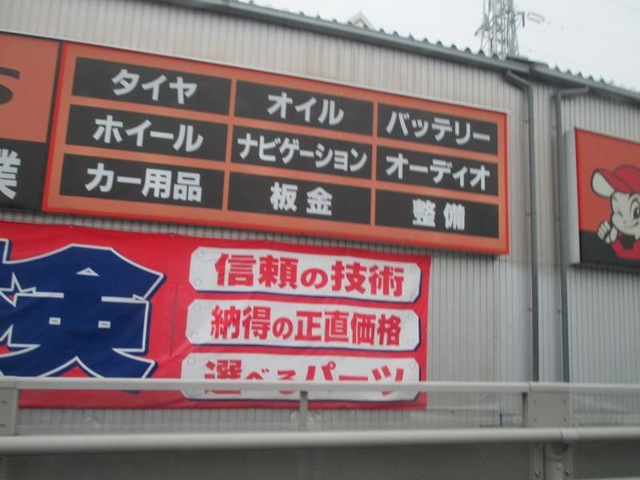 S
タイヤ オイル バッテリー
ホイール ナビゲーション オーディオ
カー用品 板金 整備
業
検
信頼の技術
納得の正直価格
選べるパーツ